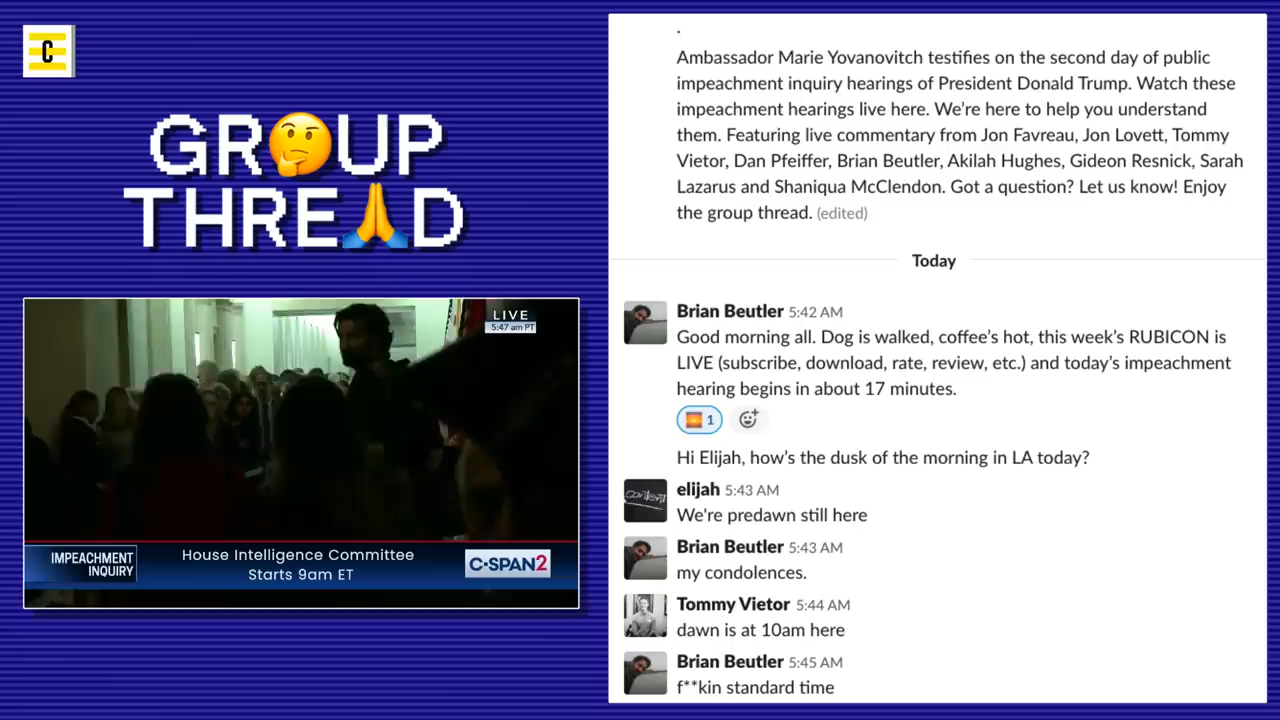 C
GR🤔UP
THRE🙏D
LIVE
5:47 am PT
IMPEACHMENT
INQUIRY
House Intelligence Committee
Starts 9am ET
C-SPAN2
.
Ambassador Marie Yovanovitch testifies on the second day of public
impeachment inquiry hearings of President Donald Trump. Watch these
impeachment hearings live here. We're here to help you understand
them. Featuring live commentary from Jon Favreau, Jon Lovett, Tommy
Vietor, Dan Pfeiffer, Brian Beutler, Akilah Hughes, Gideon Resnick, Sarah
Lazarus and Shaniqua McClendon. Got a question? Let us know! Enjoy
the group thread. (edited)
Today
Brian Beutler 5:42 AM
Good morning all. Dog is walked, coffee's hot, this week's RUBICON is
LIVE (subscribe, download, rate, review, etc.) and today's impeachment
hearing begins in about 17 minutes.
1
Hi Elijah, how's the dusk of the morning in LA today?
elijah 5:43 AM
We're predawn still here
Brian Beutler 5:43 AM
my condolences.
Tommy Vietor 5:44 AM
dawn is at 10am here
Brian Beutler 5:45 AM
f**kin standard time